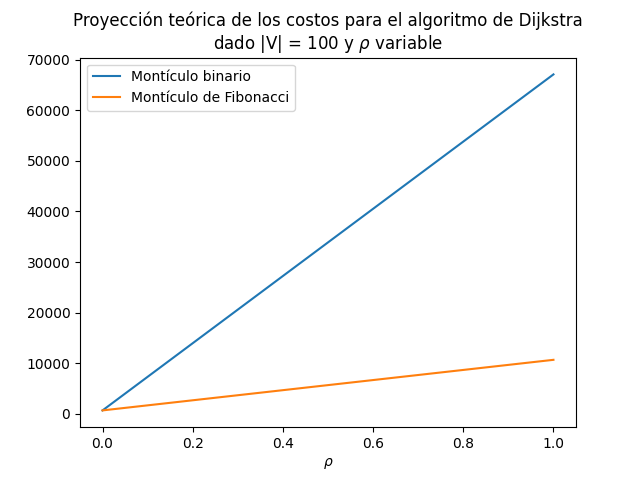 Proyección teórica de los costos para el algoritmo de Dijkstra
dado |V| = 100 y ρ variable
Montículo binario
Montículo de Fibonacci
70000
60000
50000
40000
30000
20000
10000
0
0.0 0.2 0.4 0.6 0.8 1.0
ρ